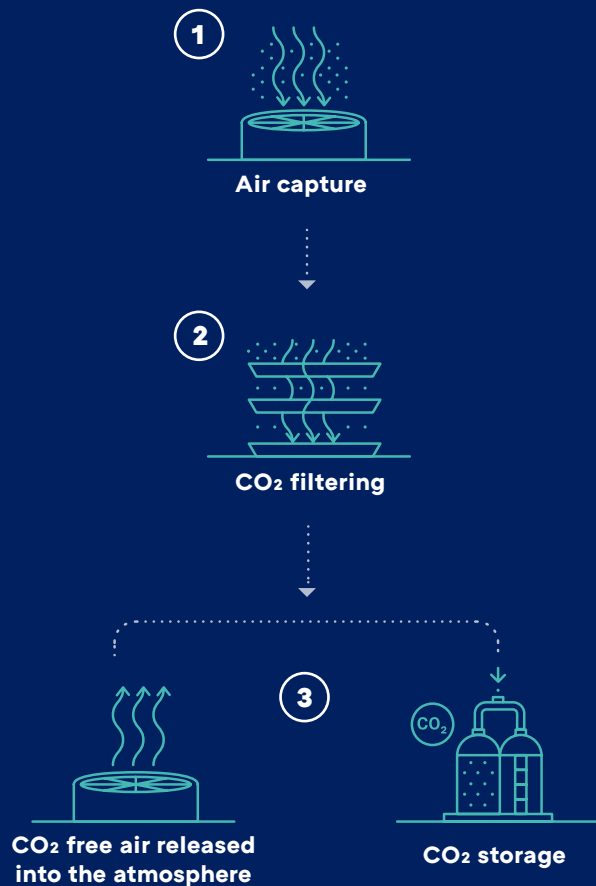 1
Air capture
2
CO₂ filtering
3
CO₂
CO₂ free air released
into the atmosphere
CO₂ storage